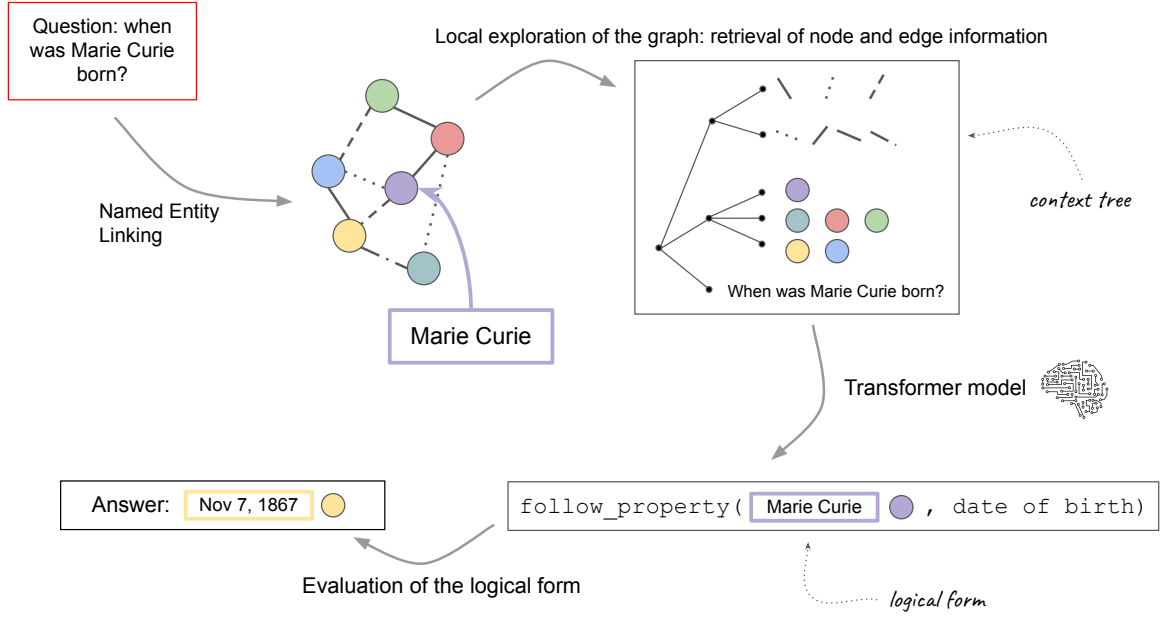 Question: when
was Marie Curie
born?
Local exploration of the graph: retrieval of node and edge information
Named Entity
Linking
context tree
When was Marie Curie born?
Marie Curie
Transformer model
Answer: Nov 7, 1867
follow_property( Marie Curie , date of birth)
Evaluation of the logical form
logical form